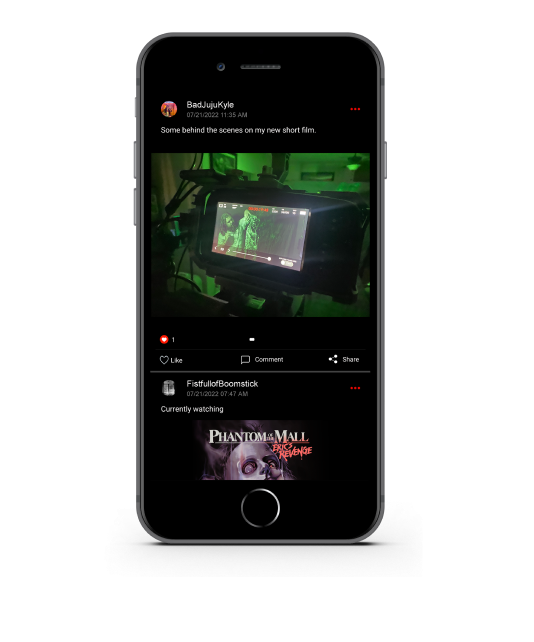 BadJujuKyle
07/21/2022 11:35 AM
Some behind the scenes on my new short film.
1
Like
Comment
Share
FistfullofBoomstick
07/21/2022 07:47 AM
Currently watching
PHANTOM OF THE MALL
ERIC'S
REVENGE